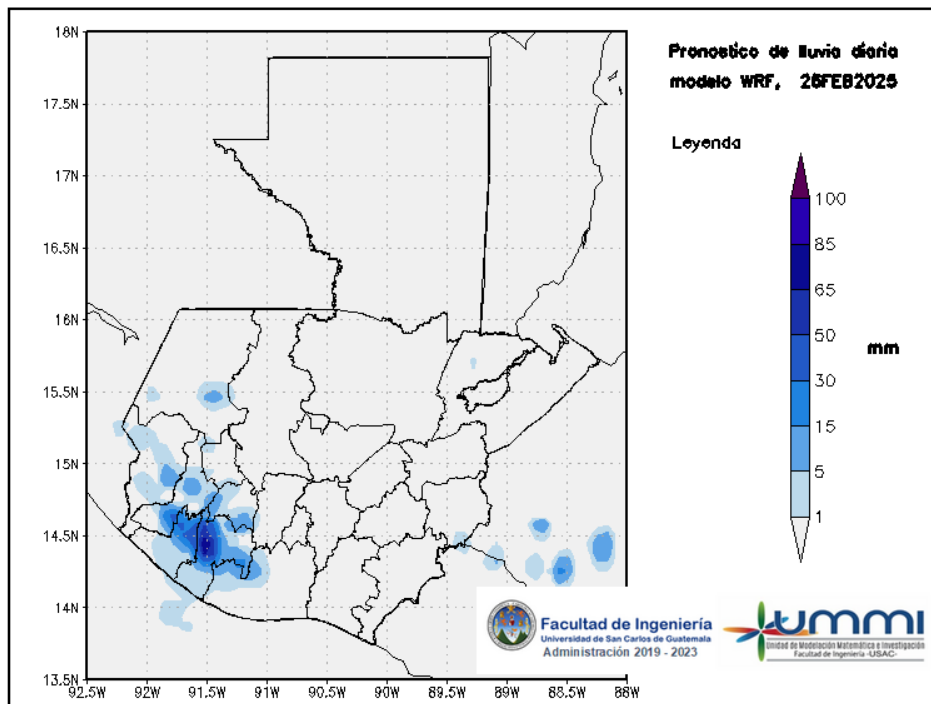 Pronostico de lluvia diaria
modelo WRF, 26FEB2025
Leyenda
100
85
65
50
30
15
5
1
mm
18N
17.5N
17N
16.5N
16N
15.5N
15N
14.5N
14N
13.5N
92.5W 92W 91.5W 91W 90.5W 90W 89.5W 89W 88.5W 88W
Facultad de Ingeniería
Universidad de San Carlos de Guatemala
Administración 2019 - 2023
ummi
Unidad de Modelación Matemática e Investigación
Facultad de Ingeniería -USAC-